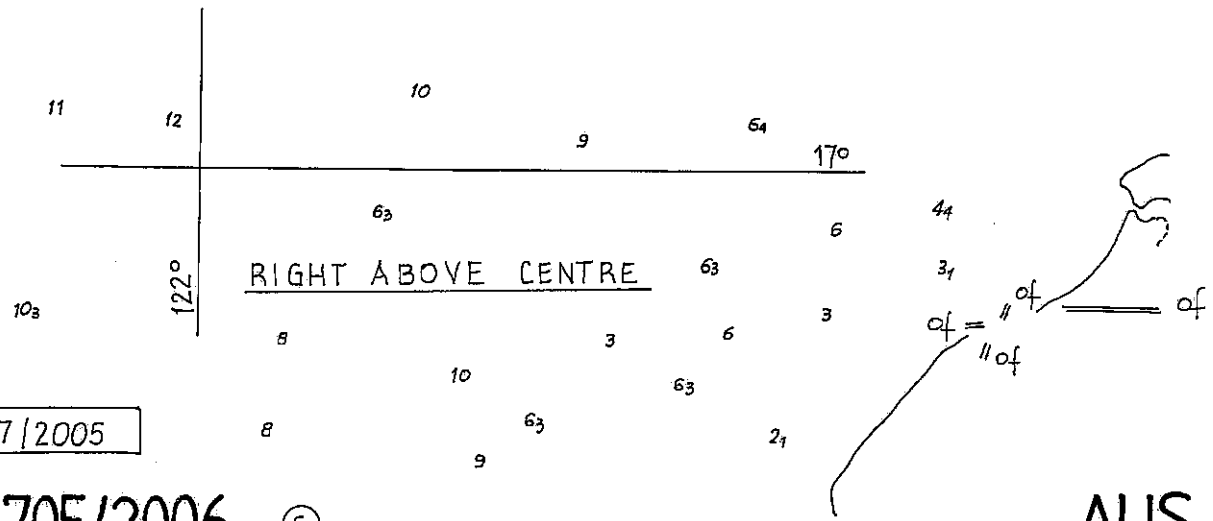 10
11 12 9 6₄
17°
6₃ 6 4₄
122° RIGHT ABOVE CENTRE 6₃ 3₁
10₃ 8 3 6 3 of = " of of
10 6₃ " of
7/2005 8 6₃ 2₁
9
705/2006 AUS